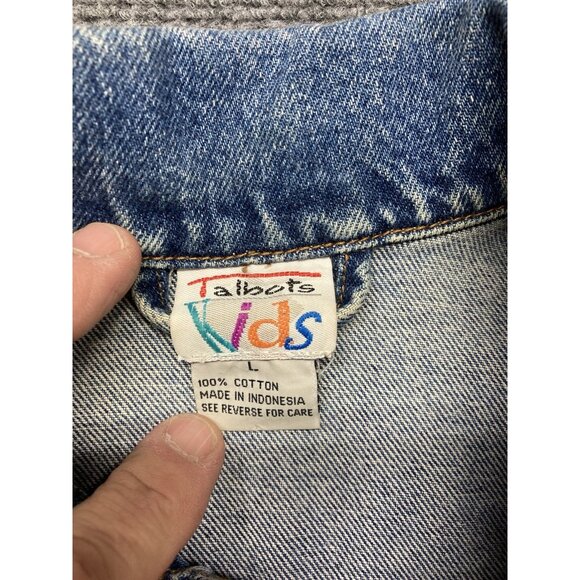 Talbots
Kids
L
100% COTTON
MADE IN INDONESIA
SEE REVERSE FOR CARE